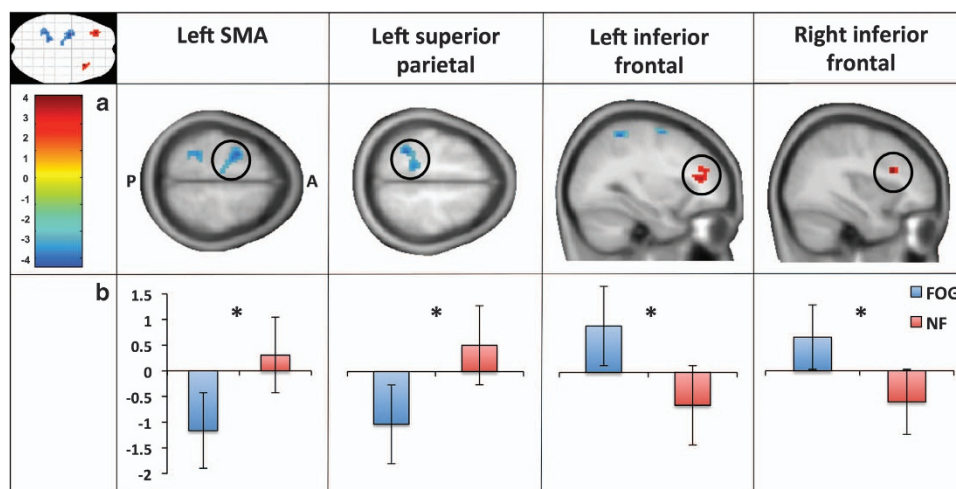 Left SMA
Left superior
parietal
Left inferior
frontal
Right inferior
frontal
a
4
3
2
1
0
-1
-2
-3
-4
P
A
b
1.5
1
0.5
0
-0.5
-1
-1.5
-2
*
*
*
*
FOG
NF